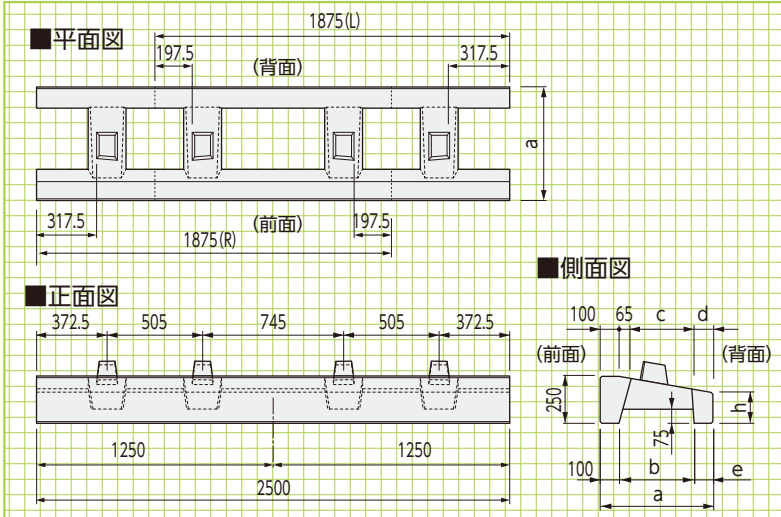 ■平面図
1875(L)
197.5
317.5
(背面)
a
317.5
(前面)
197.5
1875(R)
■正面図
372.5 505 745 505 372.5
1250 1250
2500
■側面図
100 65 c d
(前面) (背面)
250
75
h
100 b e
a